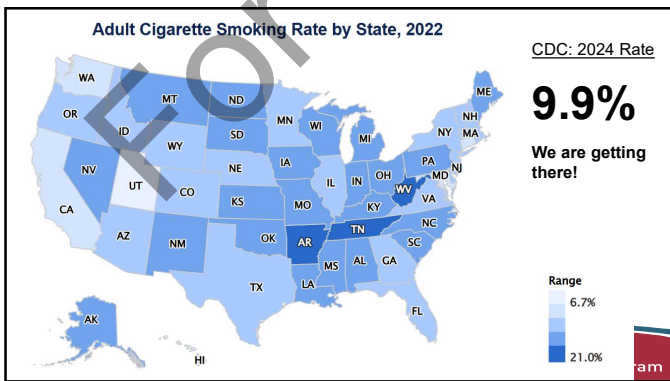 Adult Cigarette Smoking Rate by State, 2022
CDC: 2024 Rate
9.9%
We are getting
there!
WA
MT
ND
ME
OR
ID
MN
NH
SD
WI
NY
MA
WY
MI
IA
PA
NJ
NE
NV
OH
MD
UT
IL
IN
WV
CO
VA
CA
KS
MO
KY
NC
TN
AZ
NM
OK
AR
SC
MS
AL
GA
TX
LA
FL
AK
HI
Range
6.7%
21.0%
For
ram